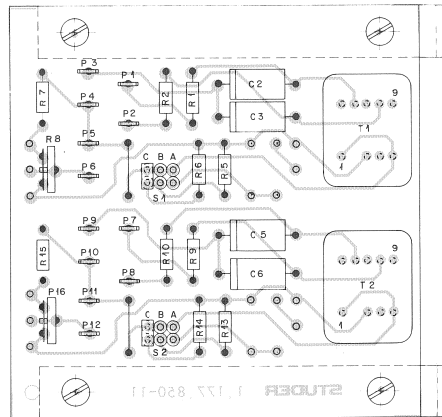 P3
P1
R7
P4
R2
R1
C2
9
P2
C3
T1
P5
R8
C B A
R6
R5
1
P6
S1
P9
P7
R15
R10
R9
C5
P10
9
P8
C6
T2
P11
P16
C B A
R14
R13
1
P12
S2
STUDER 1.177.850-11